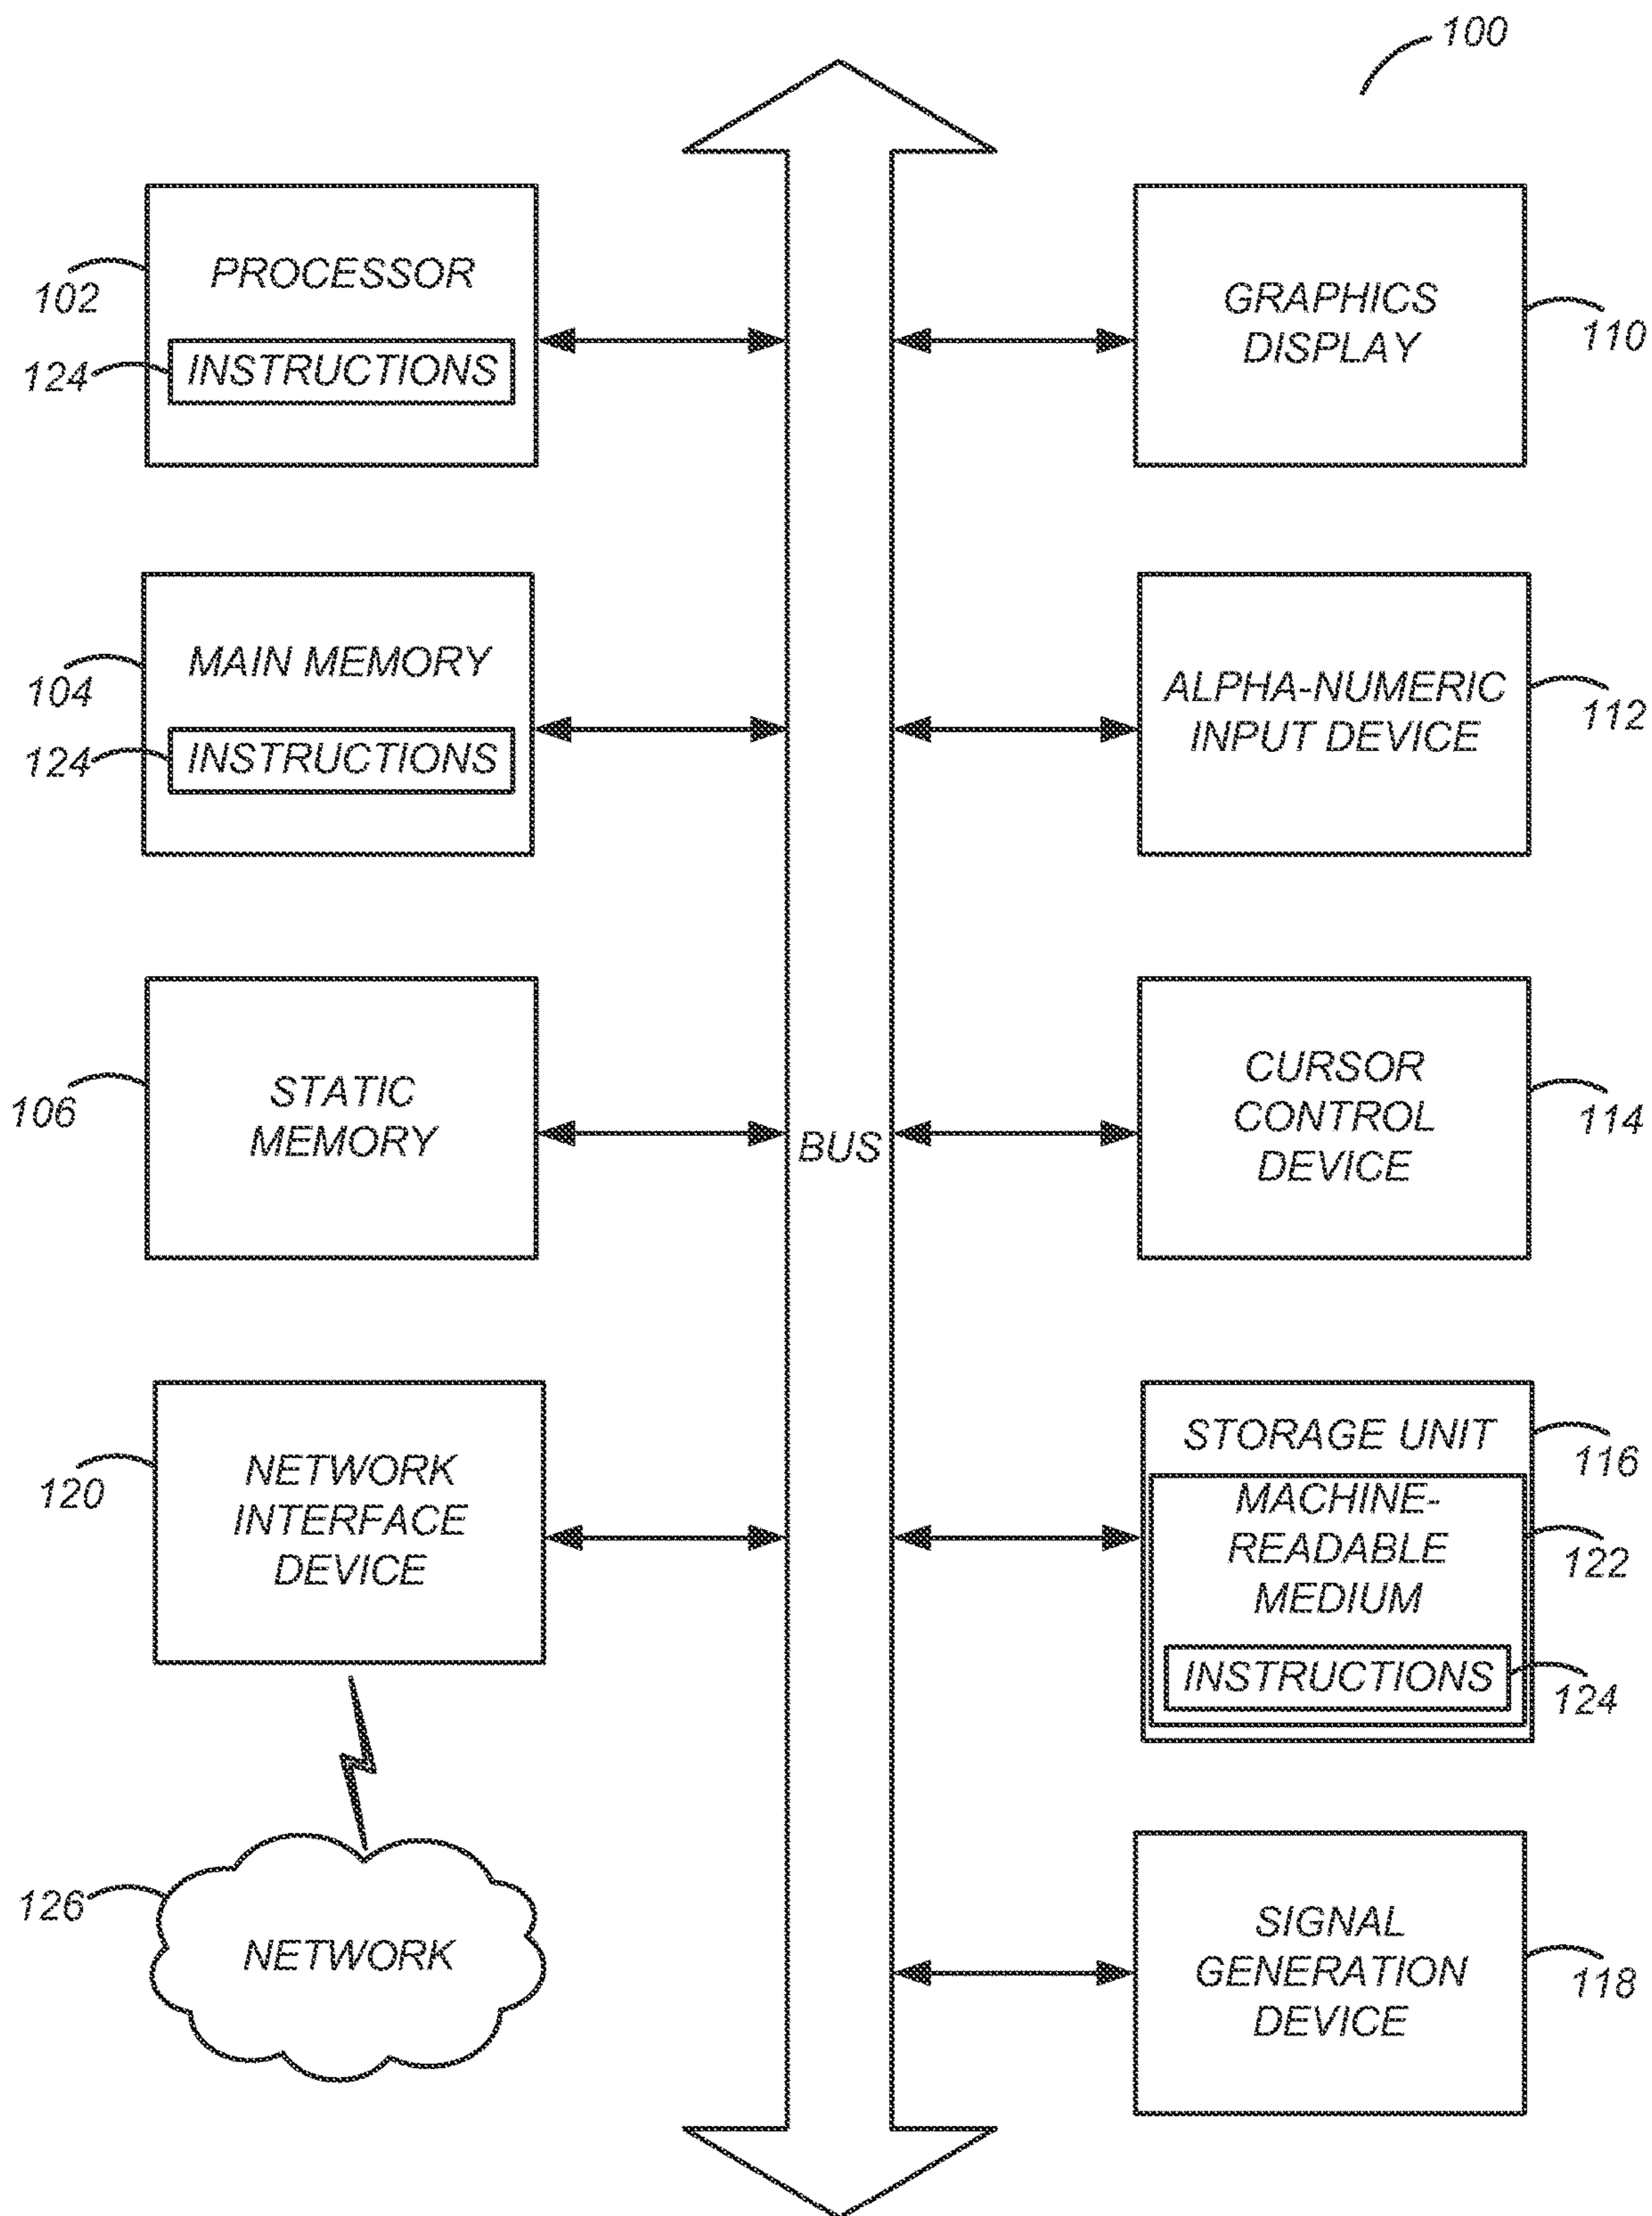 100
PROCESSOR
102
INSTRUCTIONS
124
GRAPHICS
DISPLAY
110
MAIN MEMORY
104
INSTRUCTIONS
124
ALPHA-NUMERIC
INPUT DEVICE
112
STATIC
MEMORY
106
BUS
CURSOR
CONTROL
DEVICE
114
NETWORK
INTERFACE
DEVICE
120
STORAGE UNIT
116
MACHINE-
READABLE
MEDIUM
122
INSTRUCTIONS
124
126
NETWORK
SIGNAL
GENERATION
DEVICE
118